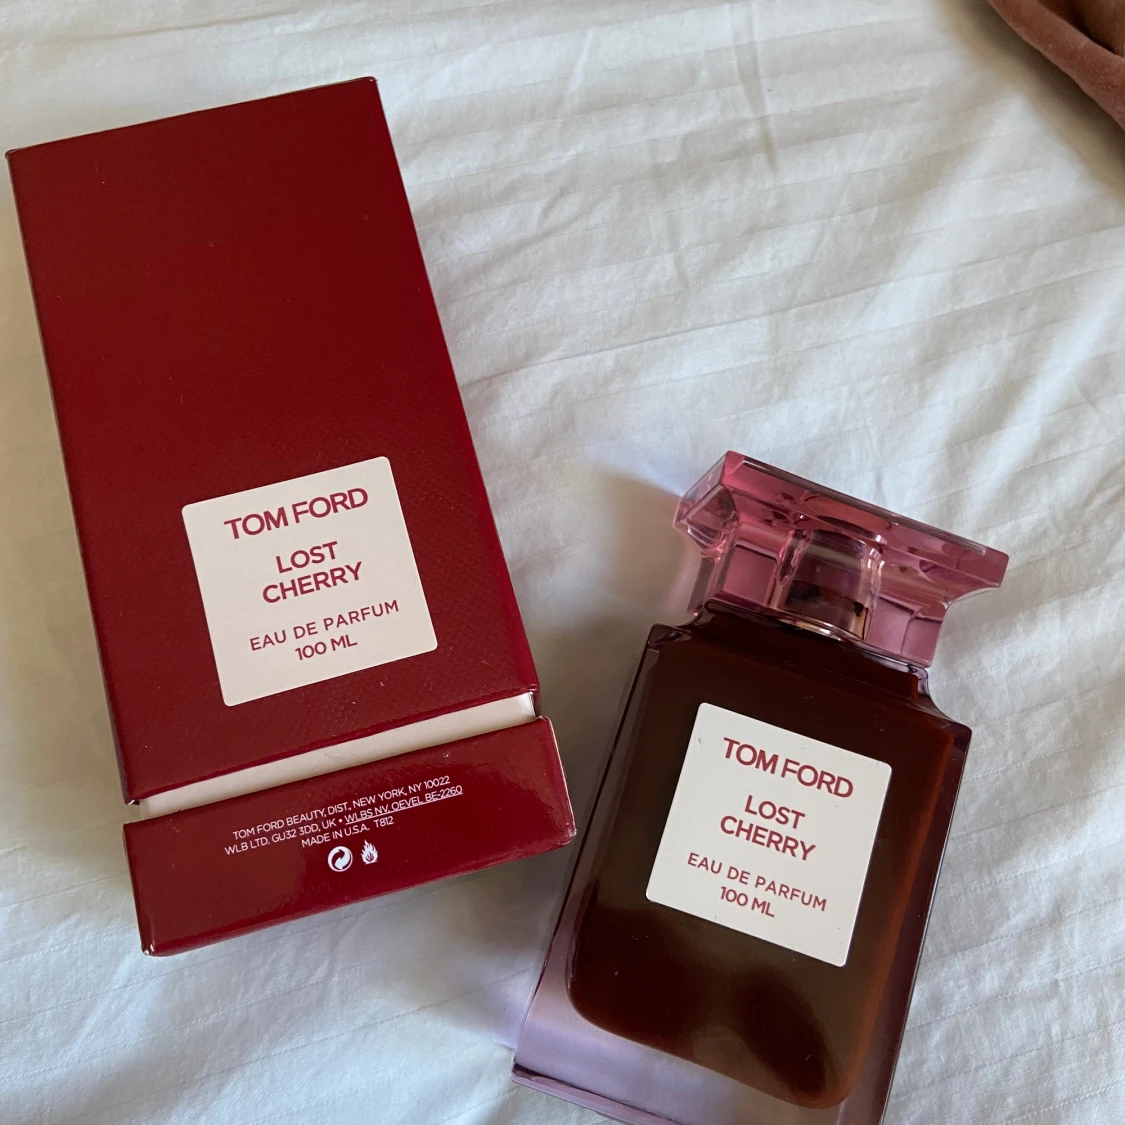 TOM FORD
LOST
CHERRY
EAU DE PARFUM
100 ML
TOM FORD BEAUTY, DIST., NEW YORK, NY 10022
WLB LTD. GU32 3DD, UK • WLBS NV, OEVEL BE-2260
MADE IN U.S.A. T812
TOM FORD
LOST
CHERRY
EAU DE PARFUM
100 ML